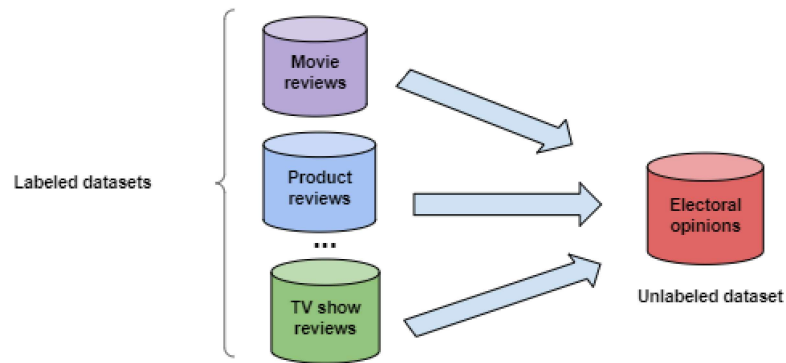 Labeled datasets
Movie
reviews
Product
reviews
...
TV show
reviews
Electoral
opinions
Unlabeled dataset